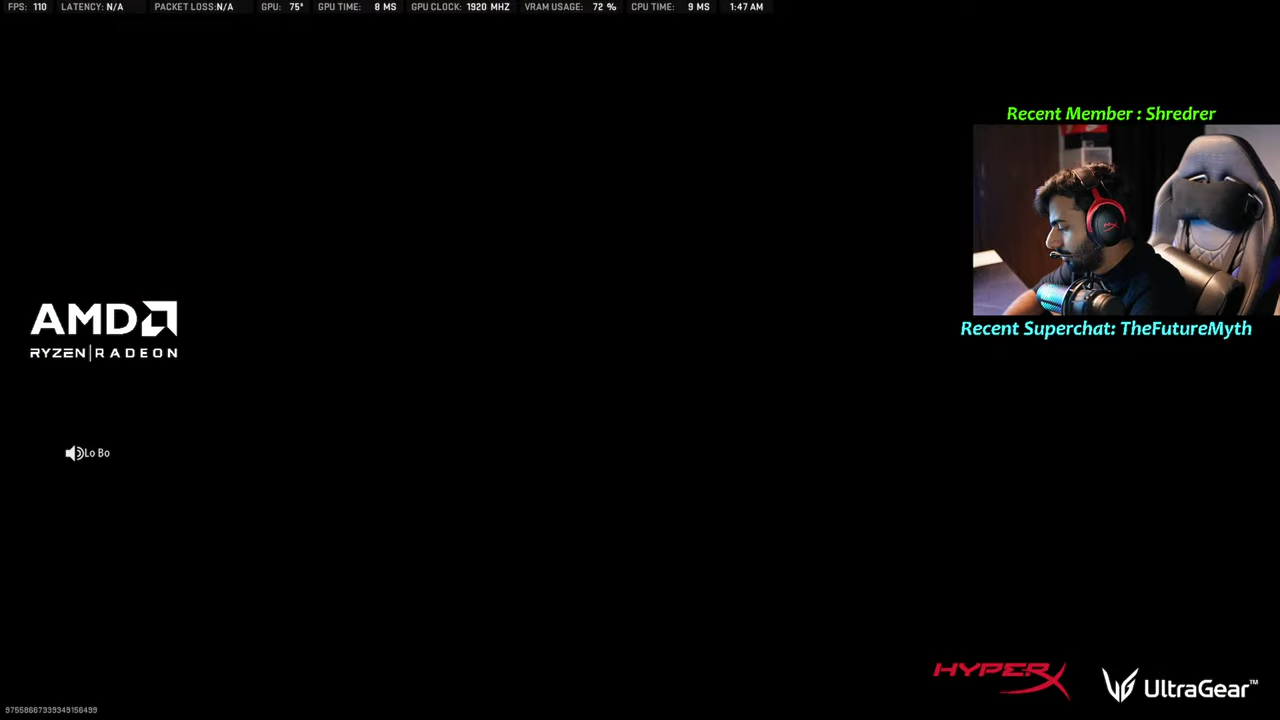 FPS: 110 LATENCY: N/A PACKET LOSS:N/A GPU: 75° GPU TIME: 8 MS GPU CLOCK: 1920 MHZ VRAM USAGE: 72 % CPU TIME: 9 MS 1:47 AM
Recent Member : Shredrer
Recent Superchat: TheFutureMyth
AMD
RYZEN|RADEON
Lo Bo
HYPERX
UltraGear™
97558667339349156499